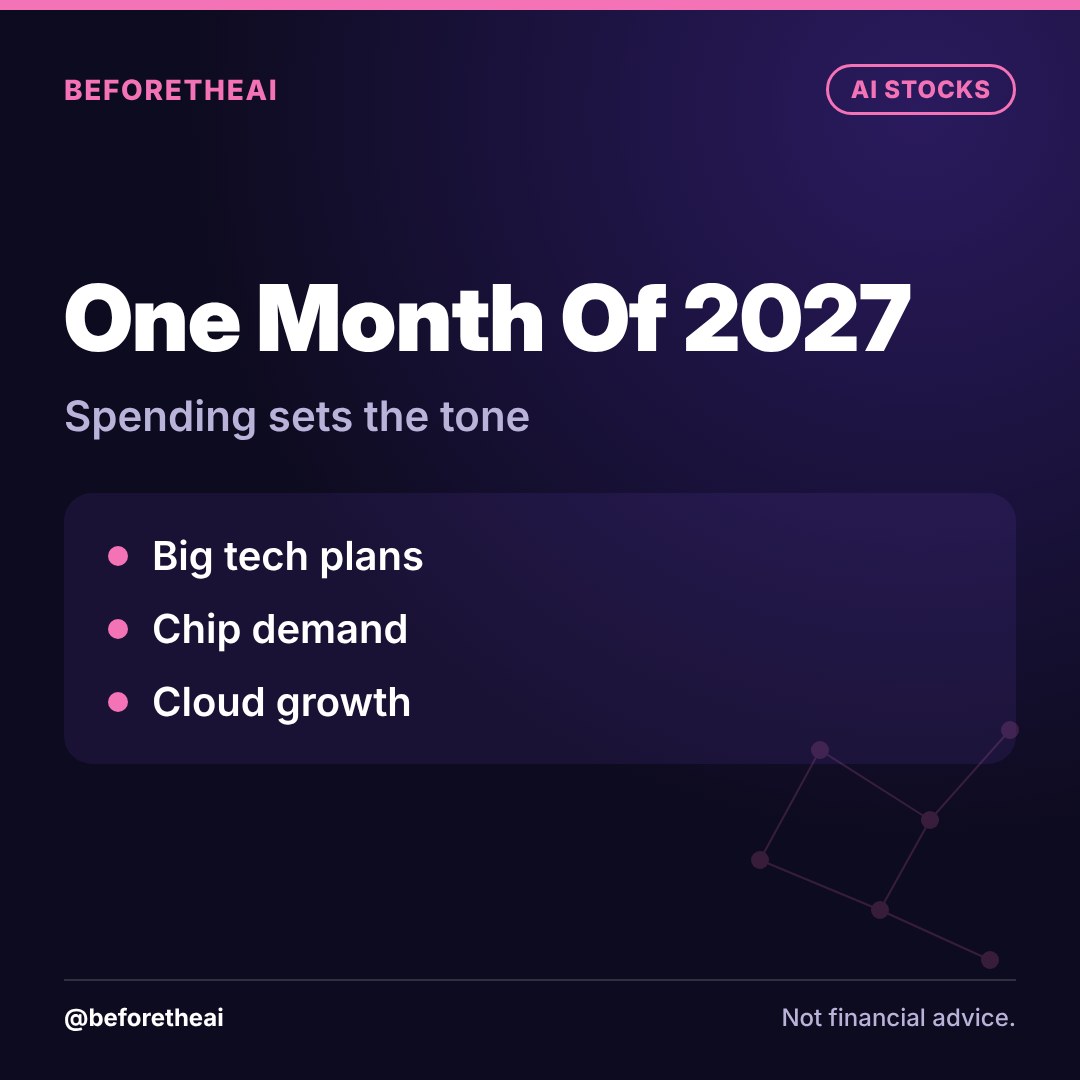 BEFORETHEAI
AI STOCKS
One Month Of 2027
Spending sets the tone
Big tech plans
Chip demand
Cloud growth
@beforetheai
Not financial advice.